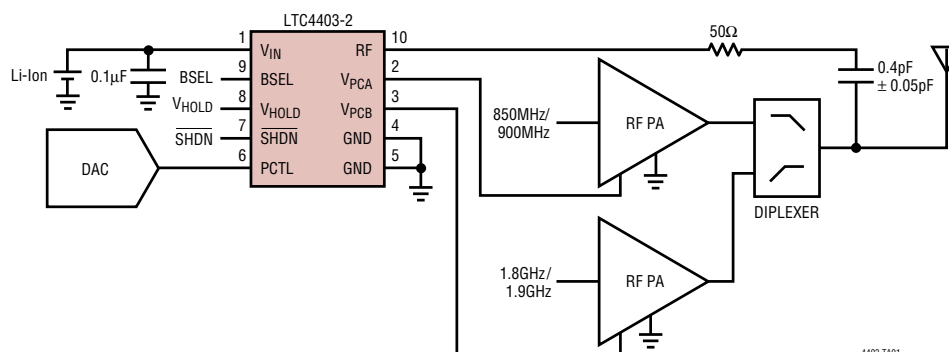 LTC4403-2
Li-Ion
0.1µF
BSEL
VHOLD
SHDN
DAC
1
9
8
7
6
VIN
BSEL
VHOLD
SHDN
PCTL
RF
VPCA
VPCB
GND
GND
10
2
3
4
5
50Ω
0.4pF
± 0.05pF
850MHz/
900MHz
RF PA
DIPLEXER
1.8GHz/
1.9GHz
RF PA